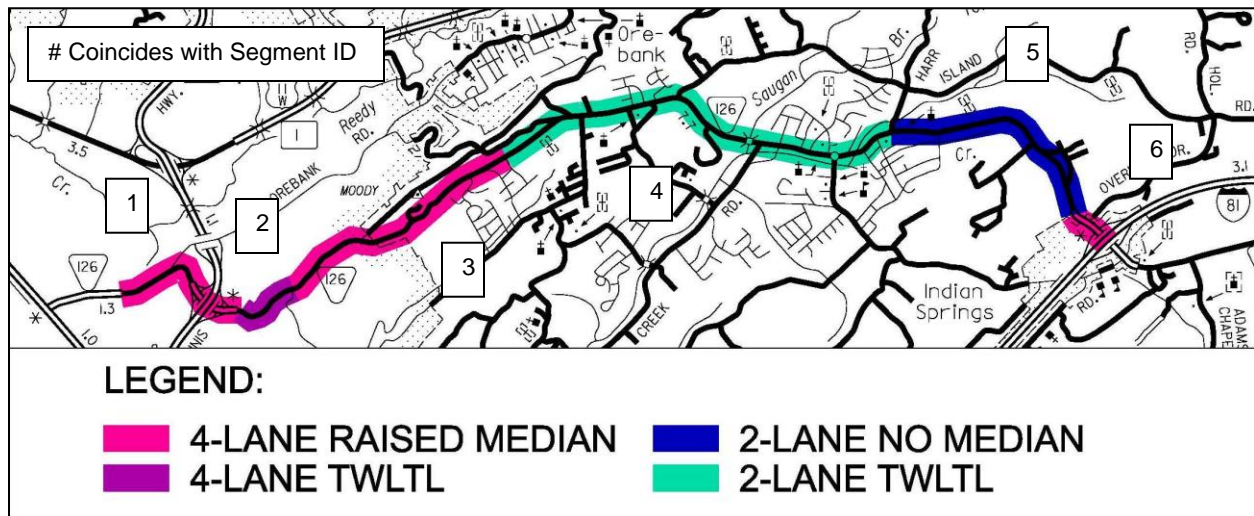 # Coincides with Segment ID
1
2
3
4
5
6
HWY.
11
W
1
Reedy
RD.
OREBANK
MOODY
Ore-
bank
Br.
HARR
ISLAND
RD.
HOL
RD.
3.5
Cr.
126
Saugan
Cr.
OVER
DR.
3.1
81
126
1.3
1.0
126
CREEK
RD.
Indian
Springs
RD.
ADAMS
CHAPE
LEGEND:
4-LANE RAISED MEDIAN
2-LANE NO MEDIAN
4-LANE TWLTL
2-LANE TWLTL